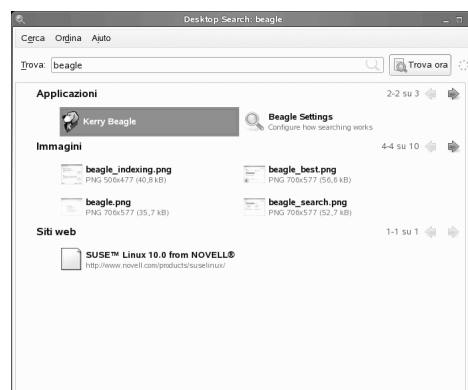 Desktop Search: beagle
Cerca Ordina Aiuto
Trova: beagle Trova ora
Applicazioni 2-2 su 3
Kerry Beagle Beagle Settings
Configure how searching works
Immagini 4-4 su 10
beagle_indexing.png beagle_best.png
PNG 506x477 (40,8 kB) PNG 706x577 (56,6 kB)
beagle.png beagle_search.png
PNG 706x577 (35,7 kB) PNG 706x577 (52,7 kB)
Siti web 1-1 su 1
SUSE™ Linux 10.0 from NOVELL®
http://www.novell.com/products/suselinux/